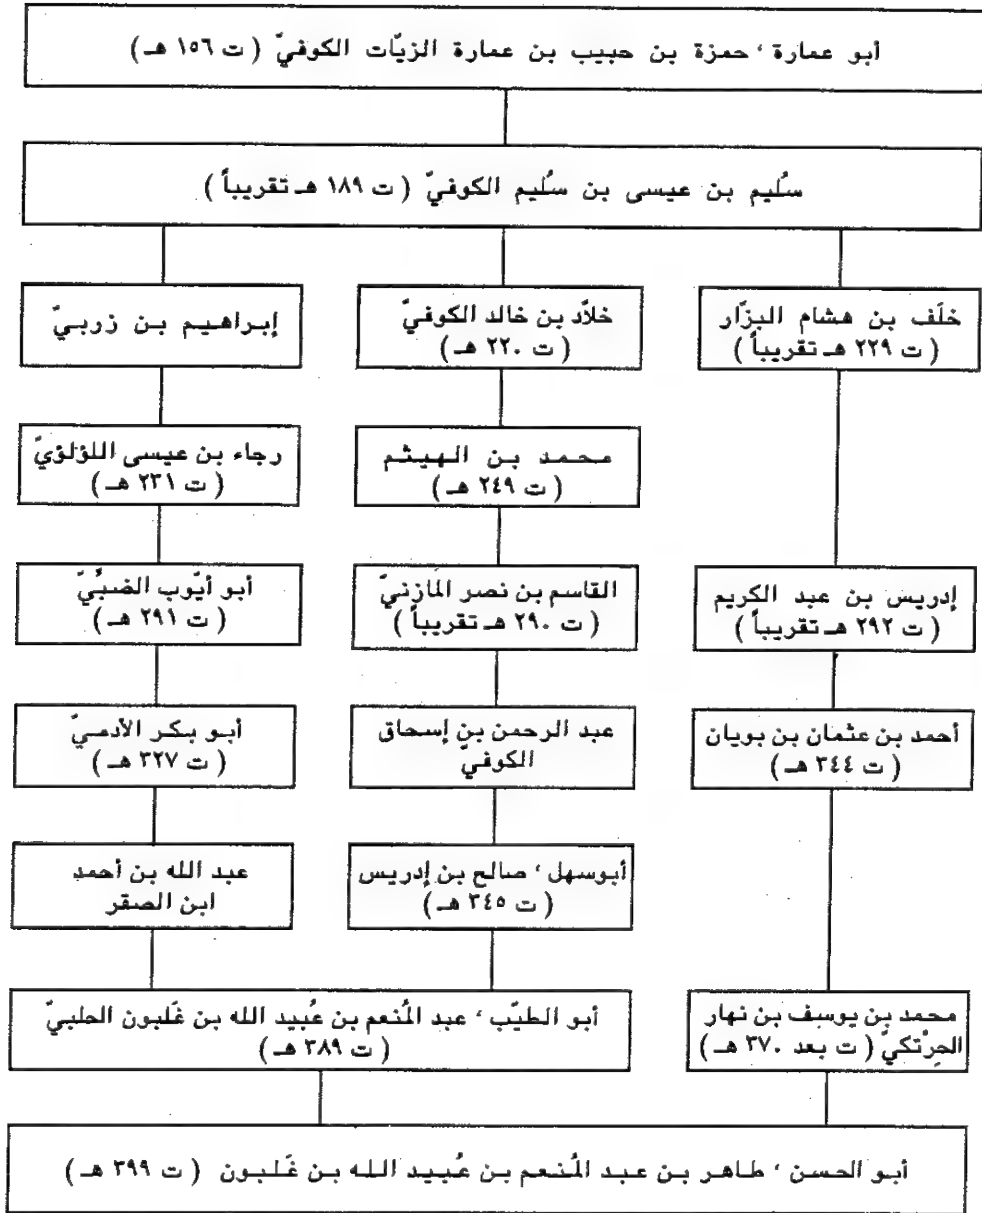 أبو عمارة ، حمزة بن حبيب بن عمارة الزيّات الكوفيّ ( ت ١٥٦ هـ )
سُليم بن عيسى بن سُليم الكوفيّ ( ت ١٨٩ هـ تقريباً )
خلَف بن هشام البزّار
( ت ٢٢٩ هـ تقريباً )
خلاّد بن خالد الكوفيّ
( ت ٢٢٠ هـ )
إبراهيم بن زربيّ
محمد بن الهيثم
( ت ٢٤٩ هـ )
رجاء بن عيسى اللؤلؤيّ
( ت ٢٣١ هـ )
إدريس بن عبد الكريم
( ت ٢٩٢ هـ تقريباً )
القاسم بن نصر المازنيّ
( ت ٢٩٠ هـ تقريباً )
أبو أيّوب الضبّيّ
( ت ٢٩١ هـ )
أحمد بن عثمان بن بويان
( ت ٣٤٤ هـ )
عبد الرحمن بن إسحاق
الكوفيّ
أبو بكر الأدميّ
( ت ٣٢٧ هـ )
أبوسهل ، صالح بن إدريس
( ت ٣٤٥ هـ )
عبد الله بن أحمد
ابن الصقر
محمد بن يوسف بن نهار
الحِرْتكيّ ( ت بعد ٣٧٠ هـ )
أبو الطيّب ، عبد المُنعم بن عُبيد الله بن غَلبون الحلبيّ
( ت ٣٨٩ هـ )
أبو الحسن ، طاهر بن عبد المُنعم بن عُبيد الله بن غَلبون ( ت ٣٩٩ هـ )